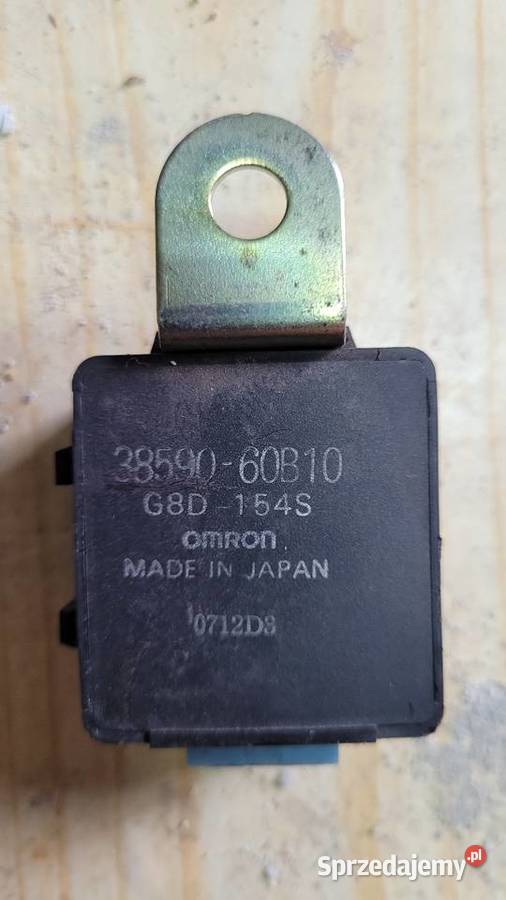 38590-60B10
G8D-154S
omron
MADE IN JAPAN
0712D3
Sprzedajemy.pl